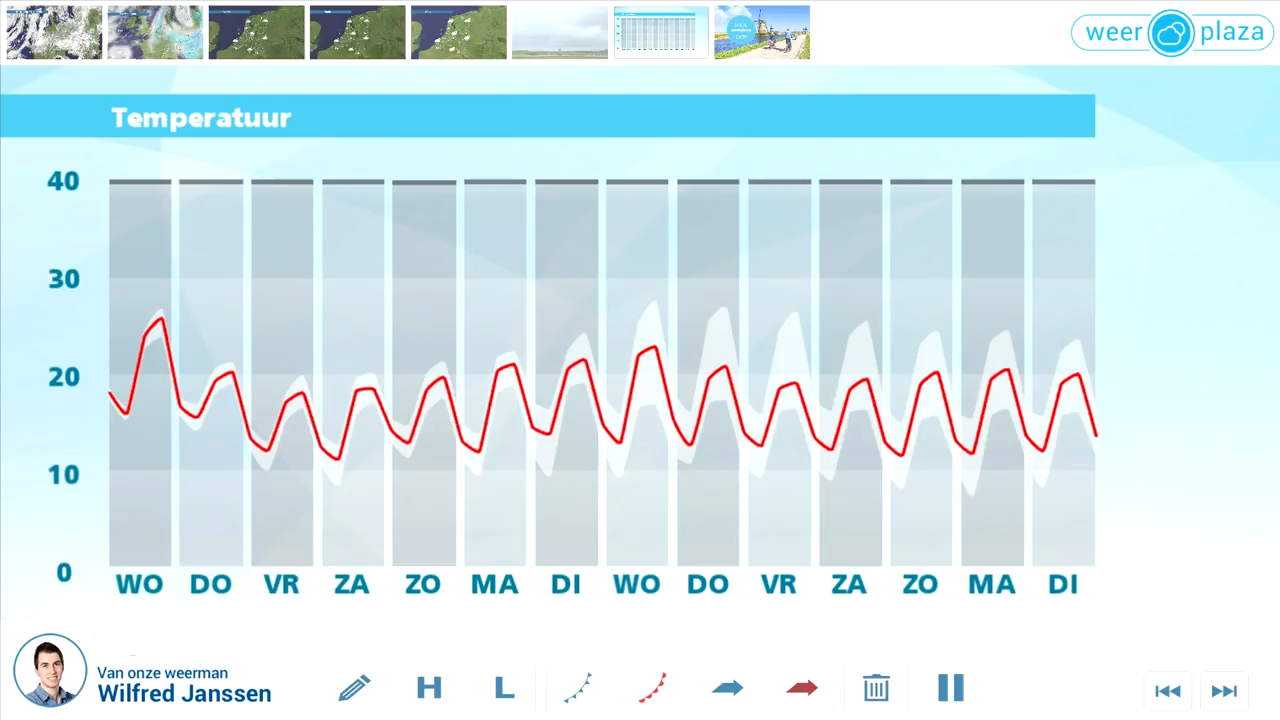 weer plaza
Temperatuur
40
30
20
10
0
WO DO VR ZA ZO MA DI WO DO VR ZA ZO MA DI
Van onze weerman
Wilfred Janssen
H L